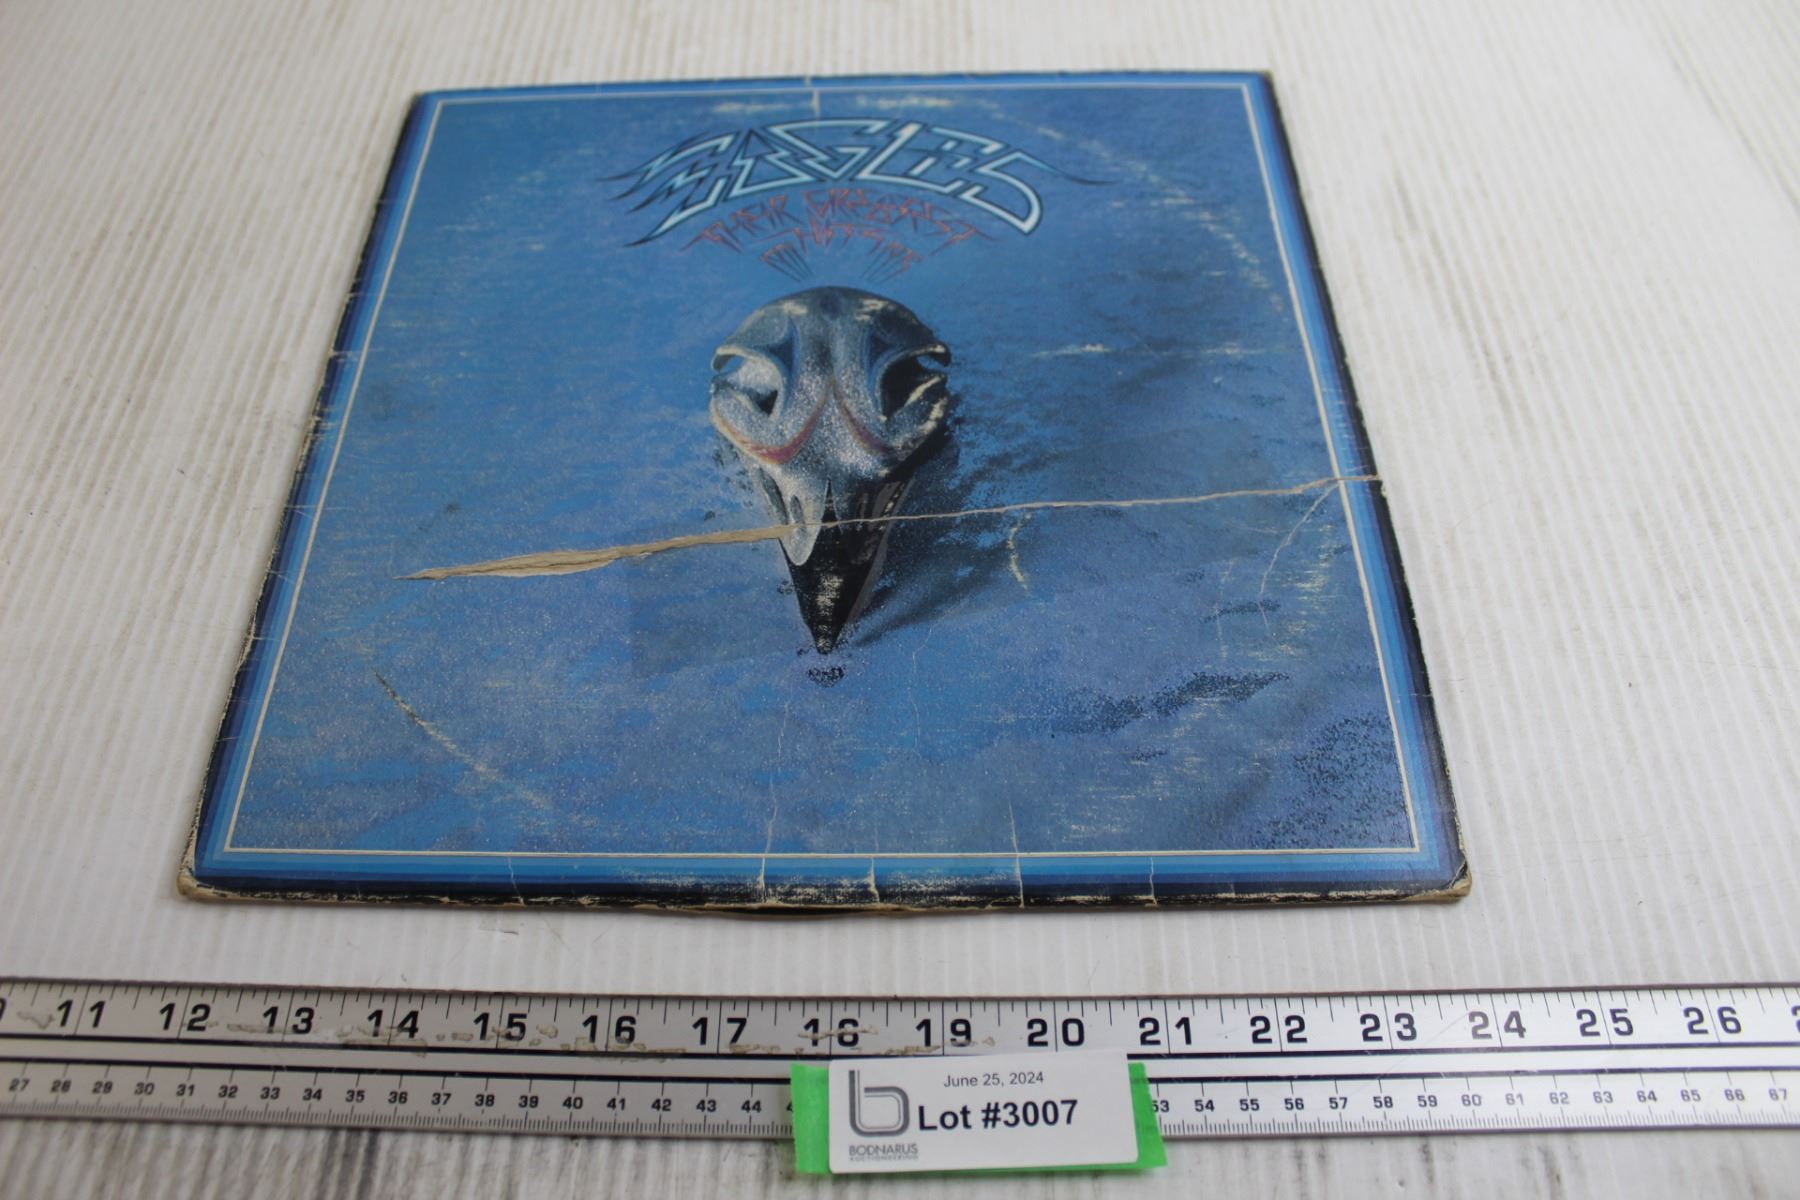 EAGLES
THEIR GREATEST
HITS
11 12 13 14 15 16 17 18 19 20 21 22 23 24 25 26
27 28 29 30 31 32 33 34 35 36 37 38 39 40 41 42 43 44 53 54 55 56 57 58 59 60 61 62 63 64 65 66 67
June 25, 2024
Lot #3007
BODNARUS
AUCTIONEERING